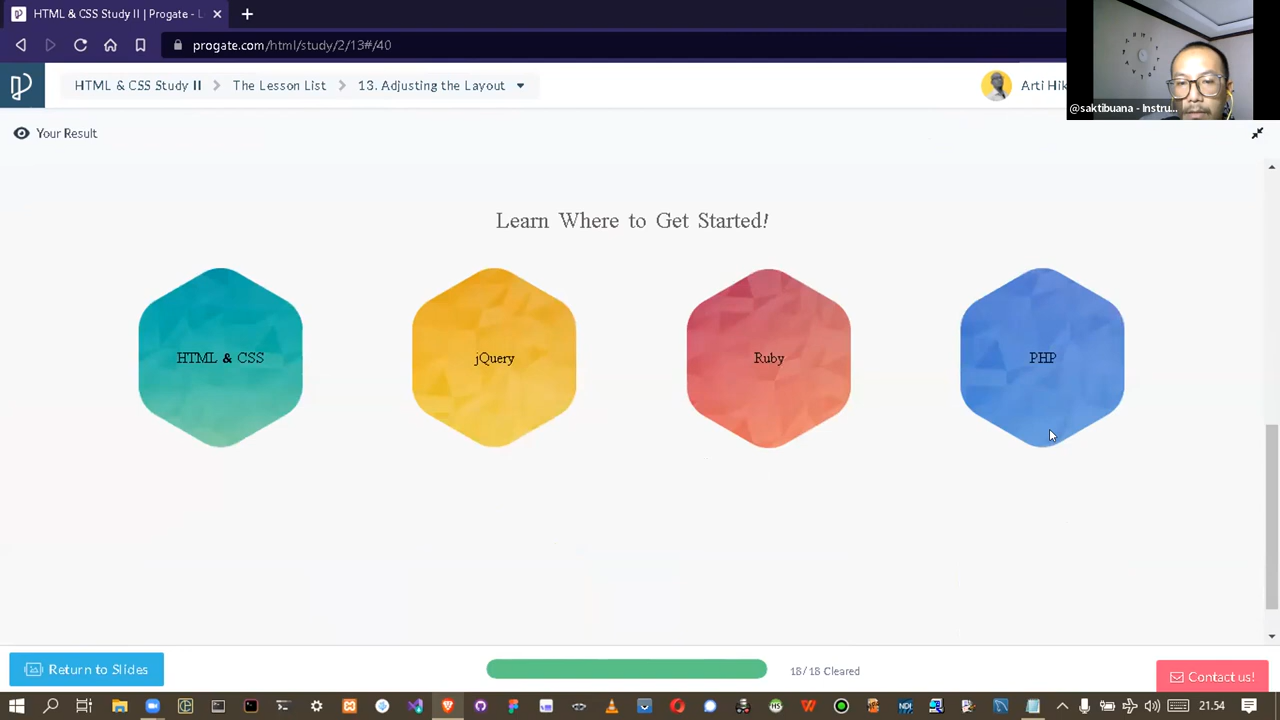 HTML & CSS Study II | Progate - L
progate.com/html/study/2/13#/40
HTML & CSS Study II
The Lesson List
13. Adjusting the Layout
Arti Hik
@saktibuana - Instru...
Your Result
Learn Where to Get Started!
HTML & CSS
jQuery
Ruby
PHP
Return to Slides
18/18 Cleared
Contact us!
21.54